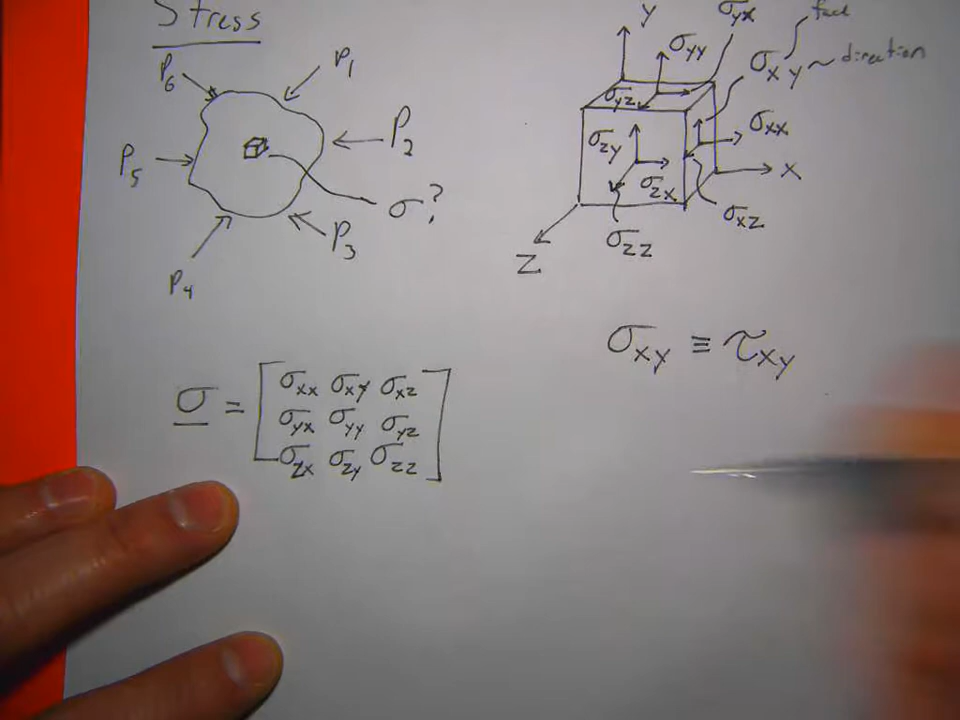 Stress
P₆ P₁
P₂
P₅
σ?
P₃
P₄
Y
σyx
face
σyy
σxy ~ direction
σyz
σxx
σzy
X
σzx
σxz
σzz
Z
σxy ≡ τxy
σ = [σxx σxy σxz
σyx σyy σyz
σzx σzy σzz]